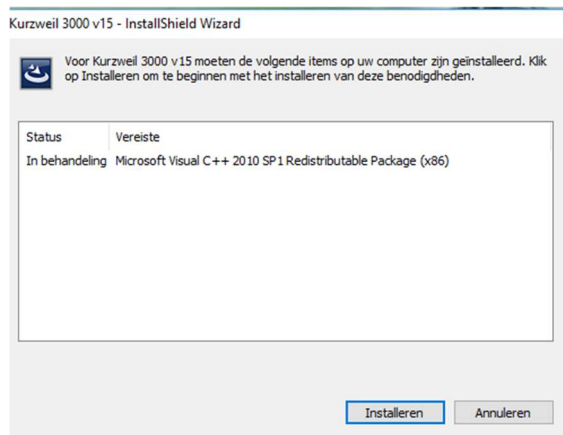 Kurzweil 3000 v15 - InstallShield Wizard
Voor Kurzweil 3000 v15 moeten de volgende items op uw computer zijn geïnstalleerd. Klik
op Installeren om te beginnen met het installeren van deze benodigdheden.
Status Vereiste
In behandeling Microsoft Visual C++ 2010 SP1 Redistributable Package (x86)
Installeren Annuleren